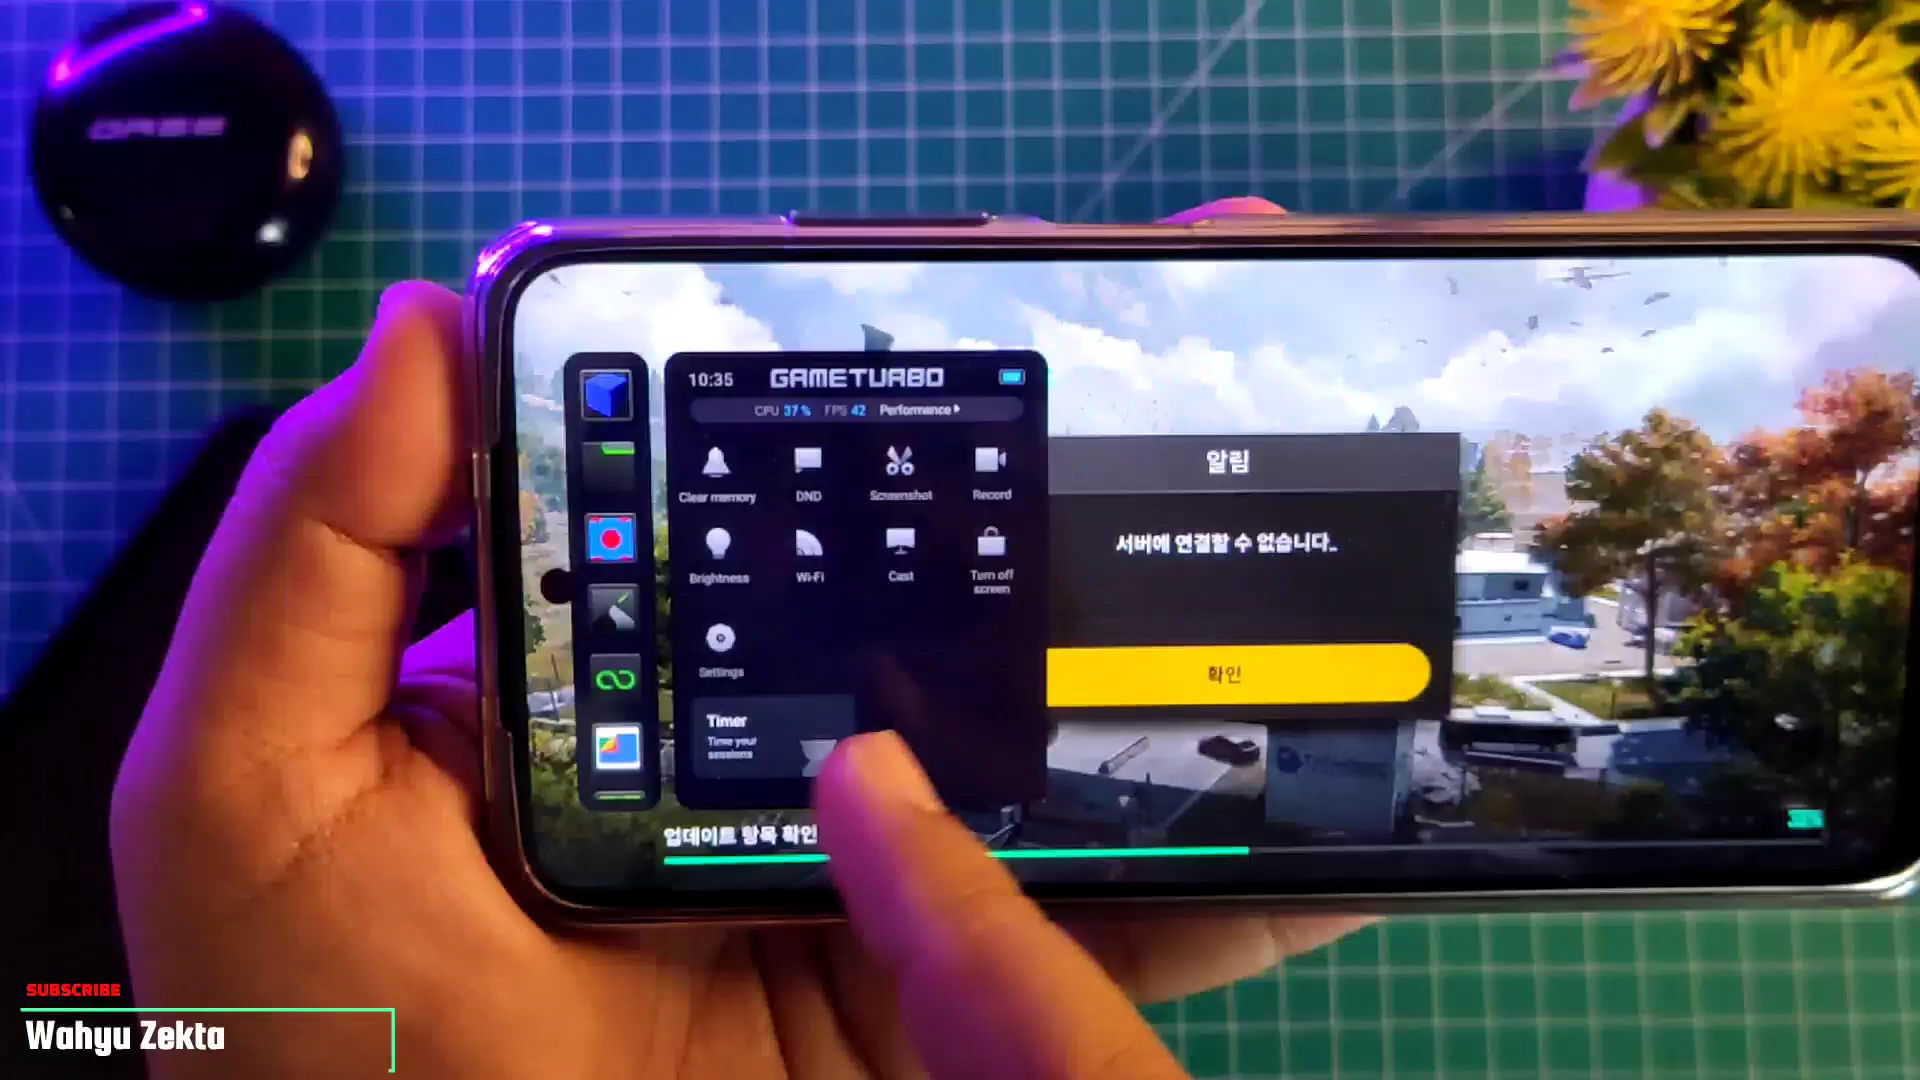 10:35 GAMETURBO
CPU 37 % FPS 42 Performance
Clear memory DND Screenshot Record
Brightness Wi-Fi Cast Turn off screen
Settings
Timer
Time your
sessions
알림
서버에 연결할 수 없습니다..
확인
업데이트 항목 확인
SUBSCRIBE
Wahyu Zekta